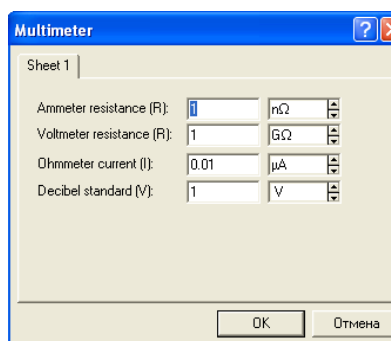 Multimeter
Sheet 1
Ammeter resistance (R): 1 nΩ
Voltmeter resistance (R): 1 GΩ
Ohmmeter current (I): 0.01 µA
Decibel standard (V): 1 V
OK Отмена